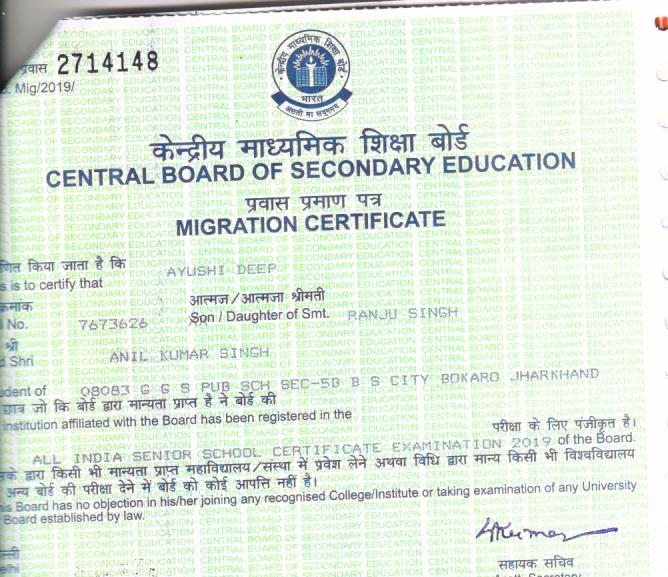 प्रवास 2714148
Mig/2019/
केन्द्रीय माध्यमिक शिक्षा बोर्ड
भारत
असतो मा सद्गमय
केन्द्रीय माध्यमिक शिक्षा बोर्ड
CENTRAL BOARD OF SECONDARY EDUCATION
प्रवास प्रमाण पत्र
MIGRATION CERTIFICATE
णित किया जाता है कि AYUSHI DEEP
s is to certify that
क्रमांक आत्मज/आत्मजा श्रीमती
No. 7673626 Son / Daughter of Smt. RANJU SINGH
श्री
d Shri ANIL KUMAR SINGH
udent of 08083 G G S PUB SCH SEC-5B B S CITY BOKARO JHARKHAND
छात्र जो कि बोर्ड द्वारा मान्यता प्राप्त है ने बोर्ड की
institution affiliated with the Board has been registered in the
परीक्षा के लिए पंजीकृत है।
ALL INDIA SENIOR SCHOOL CERTIFICATE EXAMINATION 2019 of the Board.
सके द्वारा किसी भी मान्यता प्राप्त महाविद्यालय/संस्था में प्रवेश लेने अथवा विधि द्वारा मान्य किसी भी विश्वविद्यालय
अन्य बोर्ड की परीक्षा देने में बोर्ड को कोई आपत्ति नहीं है।
is Board has no objection in his/her joining any recognised College/Institute or taking examination of any University
Board established by law.
ल्ली
elhi
सहायक सचिव